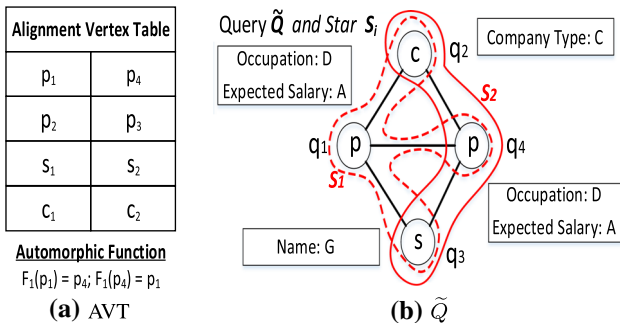 Alignment Vertex Table
p₁ p₄
p₂ p₃
s₁ s₂
c₁ c₂
Automorphic Function
F₁(p₁) = p₄; F₁(p₄) = p₁
(a) AVT
Query Q̃ and Star Sᵢ
Occupation: D
Expected Salary: A
c
q₂
Company Type: C
S₂
q₁
p
p
q₄
S₁
Occupation: D
Expected Salary: A
Name: G
s
q₃
(b) Q̃